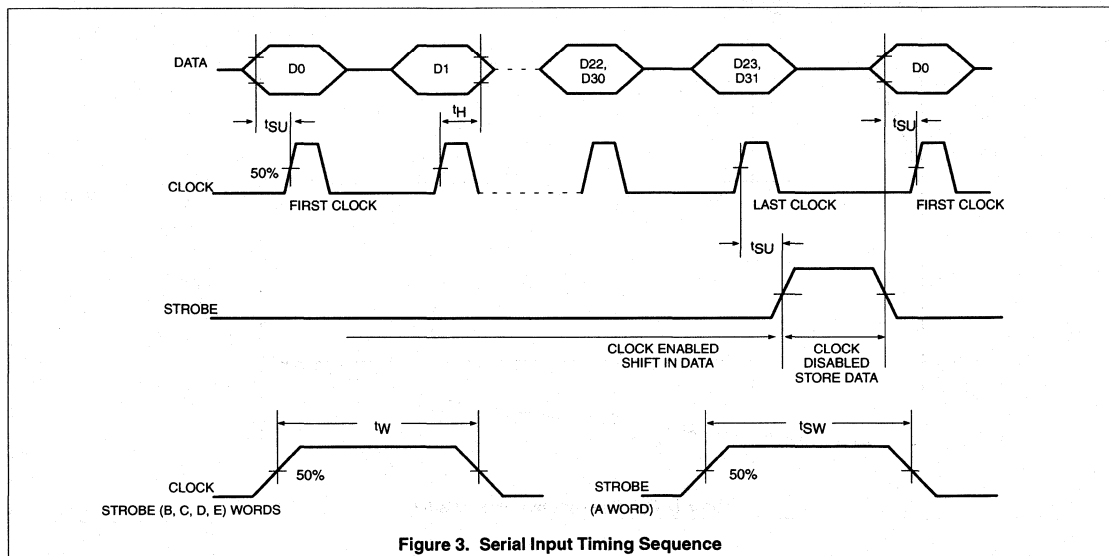 DATA
D0
D1
D22,
D30
D23,
D31
D0
tSU
tH
tSU
50%
CLOCK
FIRST CLOCK
LAST CLOCK
FIRST CLOCK
tSU
STROBE
CLOCK ENABLED
SHIFT IN DATA
CLOCK
DISABLED
STORE DATA
tW
tSW
50%
50%
CLOCK
STROBE (B, C, D, E) WORDS
STROBE
(A WORD)
Figure 3. Serial Input Timing Sequence